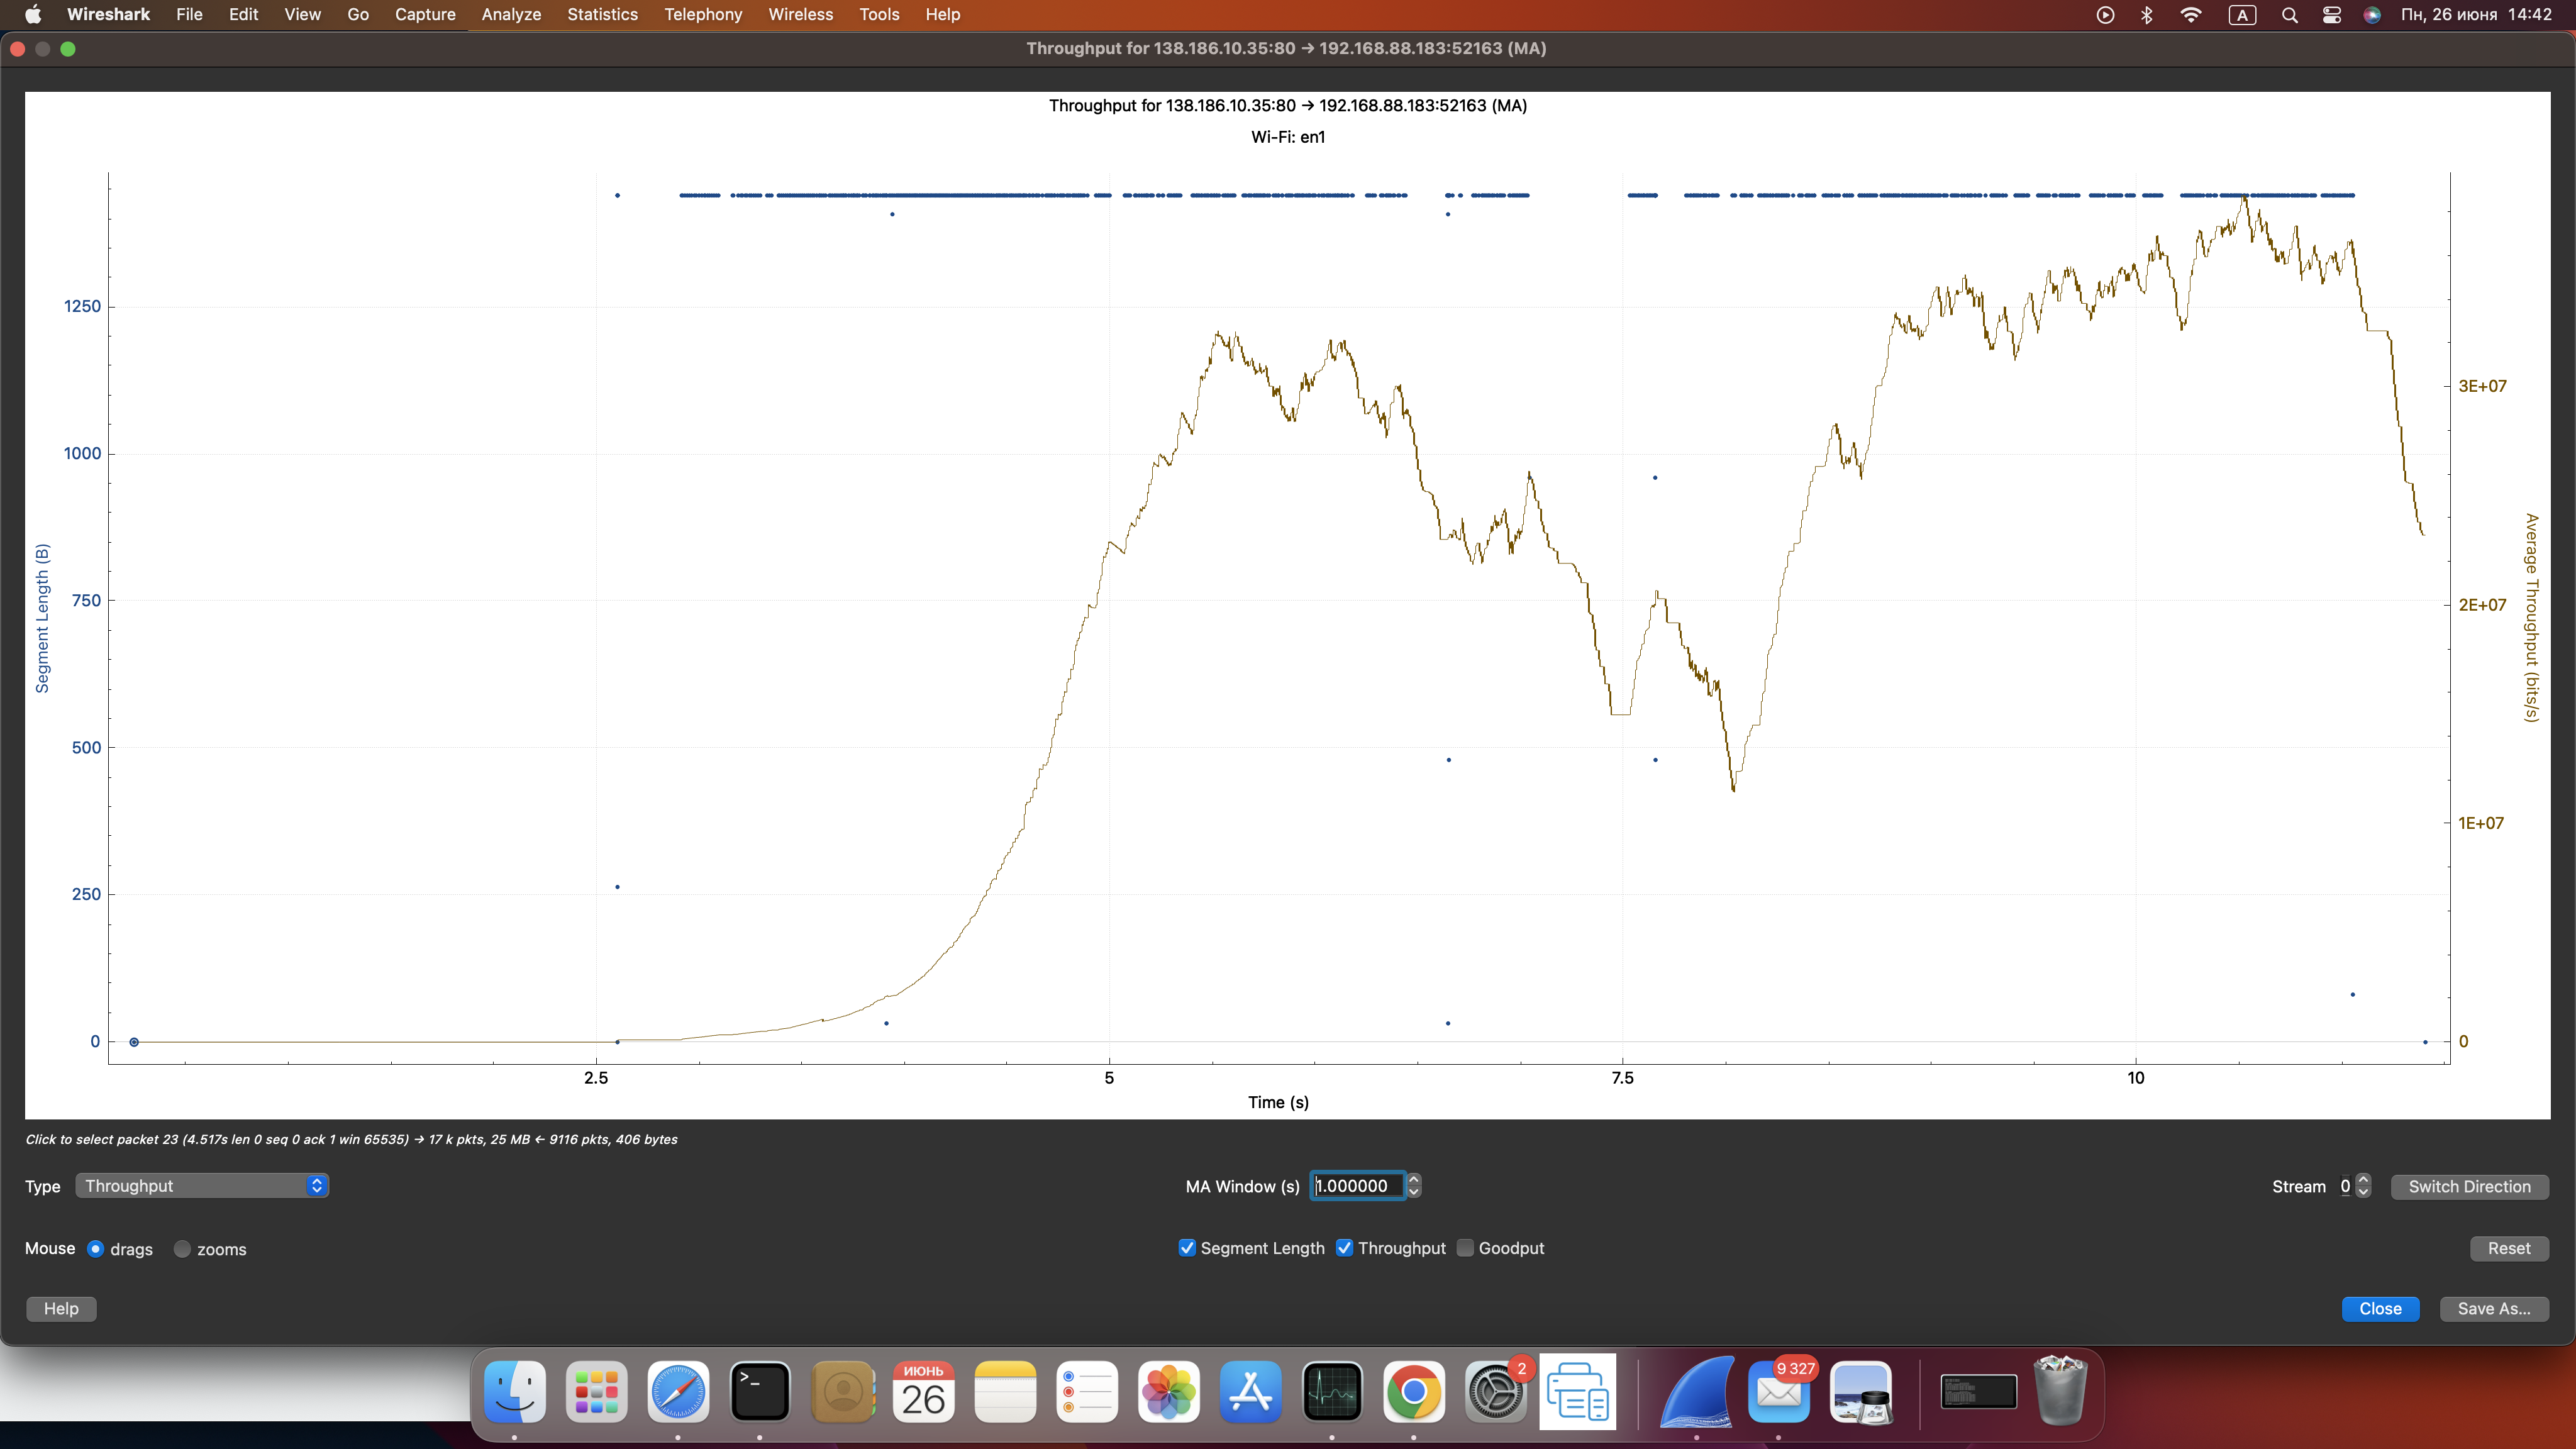 Wireshark File Edit View Go Capture Analyze Statistics Telephony Wireless Tools Help A Пн, 26 июня 14:42
Throughput for 138.186.10.35:80 → 192.168.88.183:52163 (MA)
Throughput for 138.186.10.35:80 → 192.168.88.183:52163 (MA)
Wi-Fi: en1
Segment Length (B)
1250
1000
750
500
250
0
3E+07
2E+07
1E+07
0
Average Throughput (bits/s)
2.5 5 7.5 10
Time (s)
Click to select packet 23 (4.517s len 0 seq 0 ack 1 win 65535) → 17 k pkts, 25 MB ← 9116 pkts, 406 bytes
Type Throughput MA Window (s) 1.000000 Stream 0 Switch Direction
Mouse drags zooms Segment Length Throughput Goodput Reset
Help Close Save As...
>_
ИЮНЬ
26
2
9 327